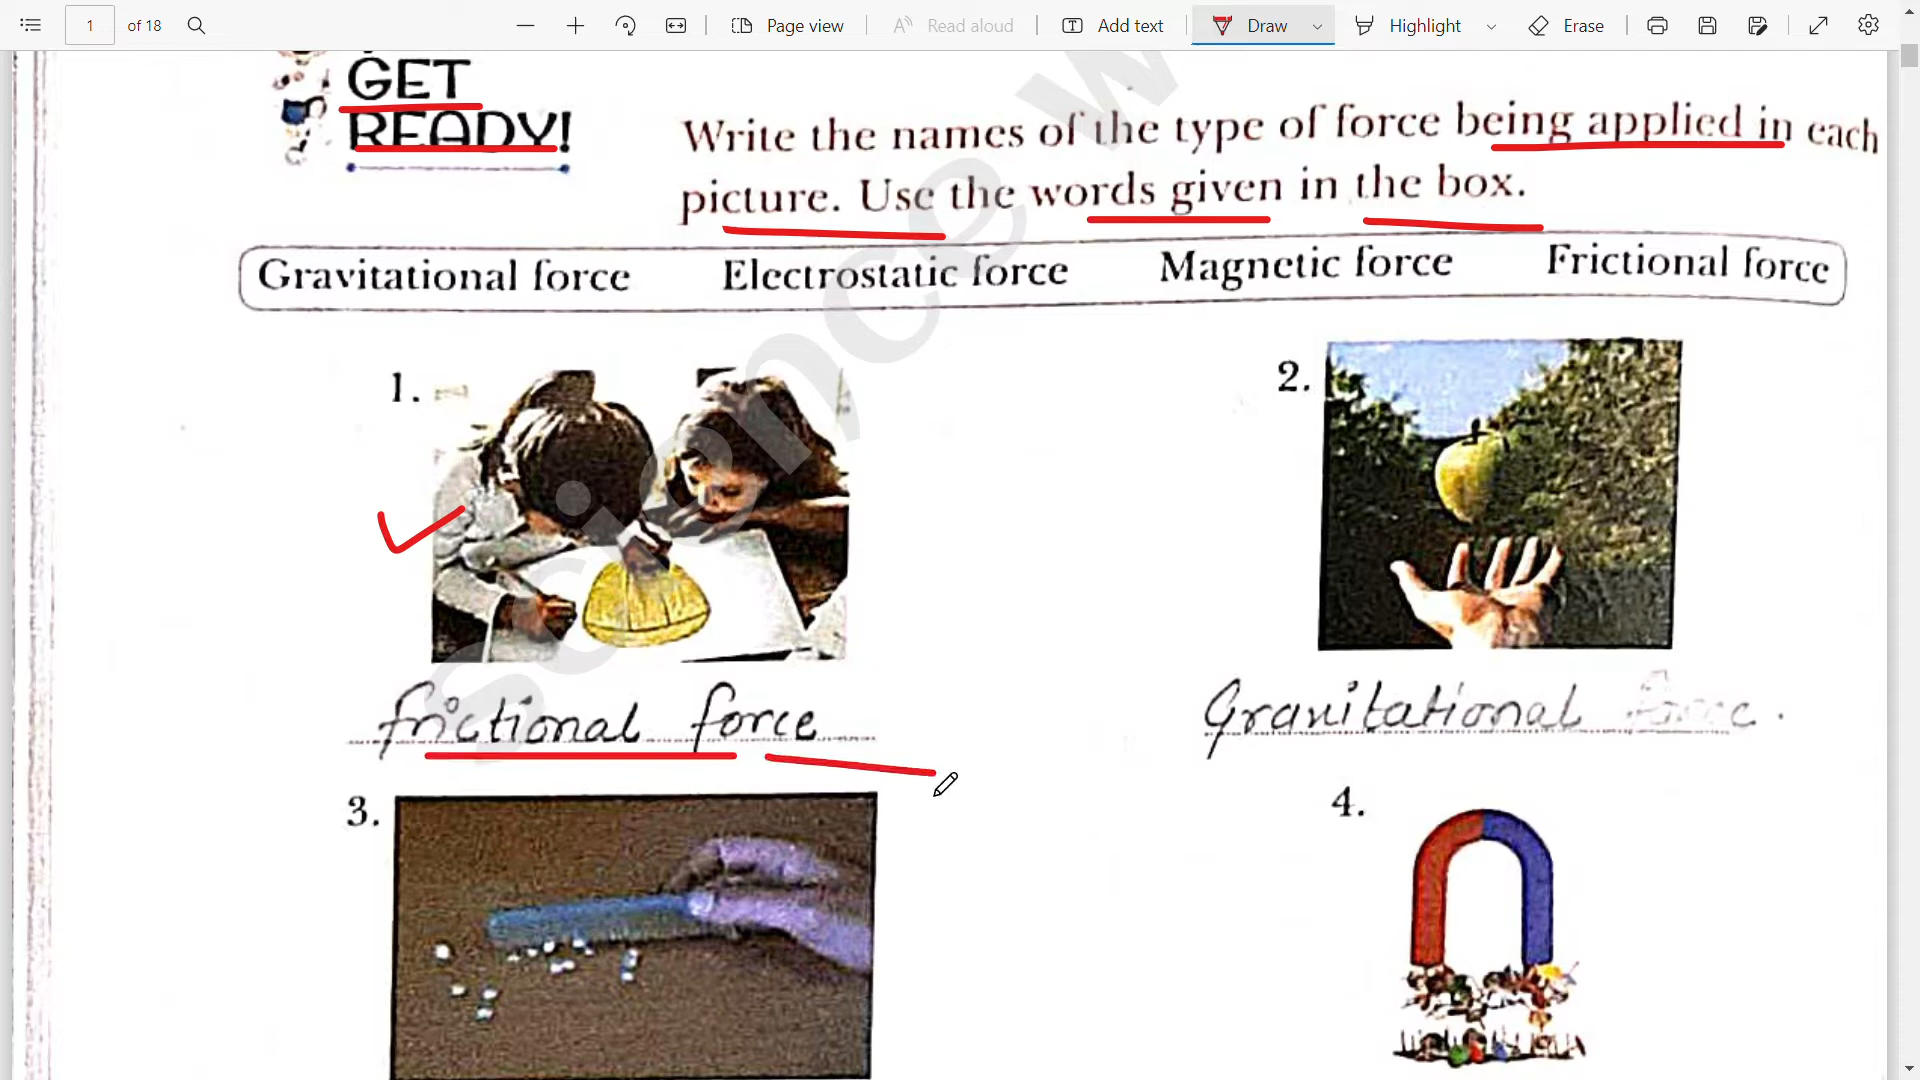 1 of 18 Page view Read aloud Add text Draw Highlight Erase
GET
READY!
Write the names of the type of force being applied in each
picture. Use the words given in the box.
Gravitational force Electrostatic force Magnetic force Frictional force
1.
2.
frictional force
Gravitational force.
3.
4.
science w